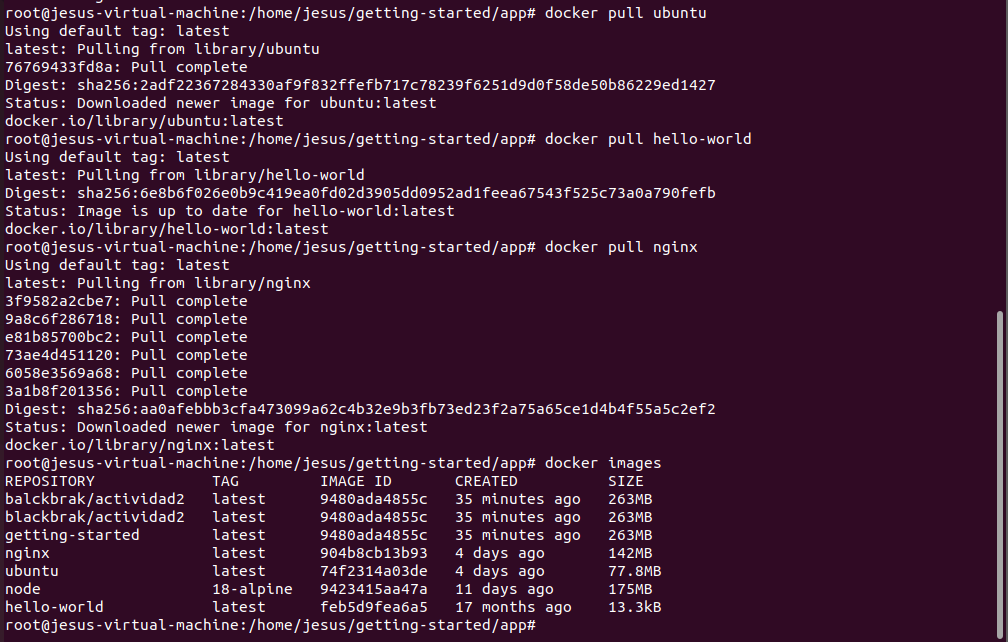 root@jesus-virtual-machine:/home/jesus/getting-started/app# docker pull ubuntu
Using default tag: latest
latest: Pulling from library/ubuntu
76769433fd8a: Pull complete
Digest: sha256:2adf22367284330af9f832ffefb717c78239f6251d9d0f58de50b86229ed1427
Status: Downloaded newer image for ubuntu:latest
docker.io/library/ubuntu:latest
root@jesus-virtual-machine:/home/jesus/getting-started/app# docker pull hello-world
Using default tag: latest
latest: Pulling from library/hello-world
Digest: sha256:6e8b6f026e0b9c419ea0fd02d3905dd0952ad1feea67543f525c73a0a790fefb
Status: Image is up to date for hello-world:latest
docker.io/library/hello-world:latest
root@jesus-virtual-machine:/home/jesus/getting-started/app# docker pull nginx
Using default tag: latest
latest: Pulling from library/nginx
3f9582a2cbe7: Pull complete
9a8c6f286718: Pull complete
e81b85700bc2: Pull complete
73ae4d451120: Pull complete
6058e3569a68: Pull complete
3a1b8f201356: Pull complete
Digest: sha256:aa0afebbb3cfa473099a62c4b32e9b3fb73ed23f2a75a65ce1d4b4f55a5c2ef2
Status: Downloaded newer image for nginx:latest
docker.io/library/nginx:latest
root@jesus-virtual-machine:/home/jesus/getting-started/app# docker images
REPOSITORY             TAG         IMAGE ID       CREATED          SIZE
balckbrak/actividad2   latest      9480ada4855c   35 minutes ago   263MB
blackbrak/actividad2   latest      9480ada4855c   35 minutes ago   263MB
getting-started        latest      9480ada4855c   35 minutes ago   263MB
nginx                  latest      904b8cb13b93   4 days ago       142MB
ubuntu                 latest      74f2314a03de   4 days ago       77.8MB
node                   18-alpine   9423415aa47a   11 days ago      175MB
hello-world            latest      feb5d9fea6a5   17 months ago    13.3kB
root@jesus-virtual-machine:/home/jesus/getting-started/app#